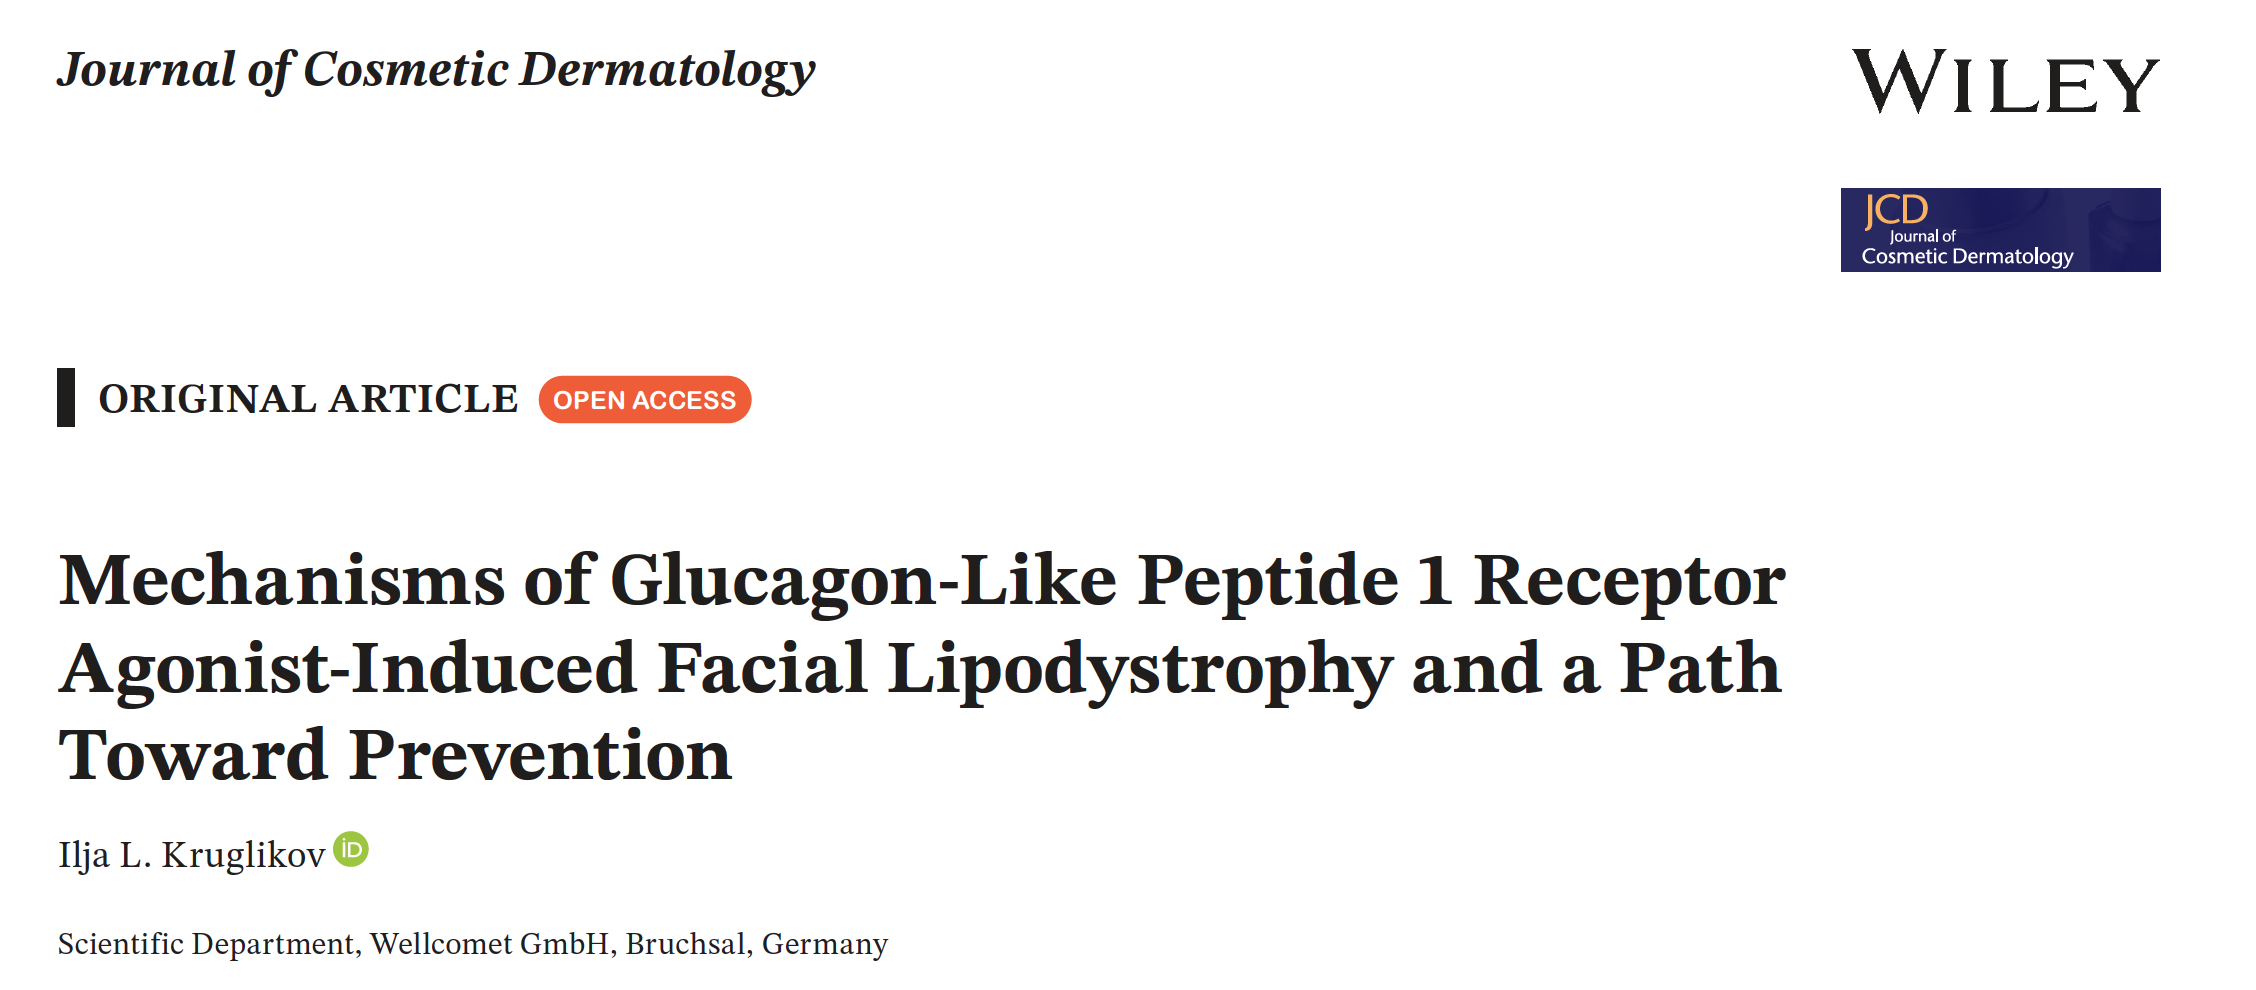 Journal of Cosmetic Dermatology
WILEY
JCD
Journal of
Cosmetic Dermatology
ORIGINAL ARTICLE OPEN ACCESS
Mechanisms of Glucagon-Like Peptide 1 Receptor
Agonist-Induced Facial Lipodystrophy and a Path
Toward Prevention
Ilja L. Kruglikov iD
Scientific Department, Wellcomet GmbH, Bruchsal, Germany